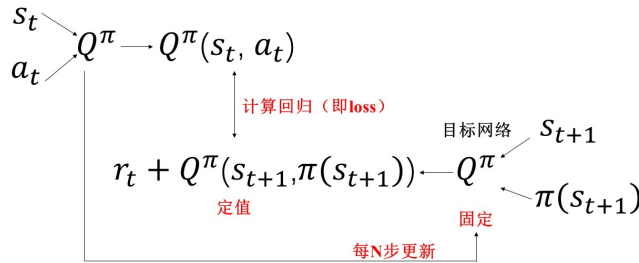 s_t
a_t
Q^π
Q^π(s_t, a_t)
计算回归（即loss）
目标网络
s_{t+1}
r_t + Q^π(s_{t+1},π(s_{t+1}))
Q^π
π(s_{t+1})
定值
固定
每N步更新